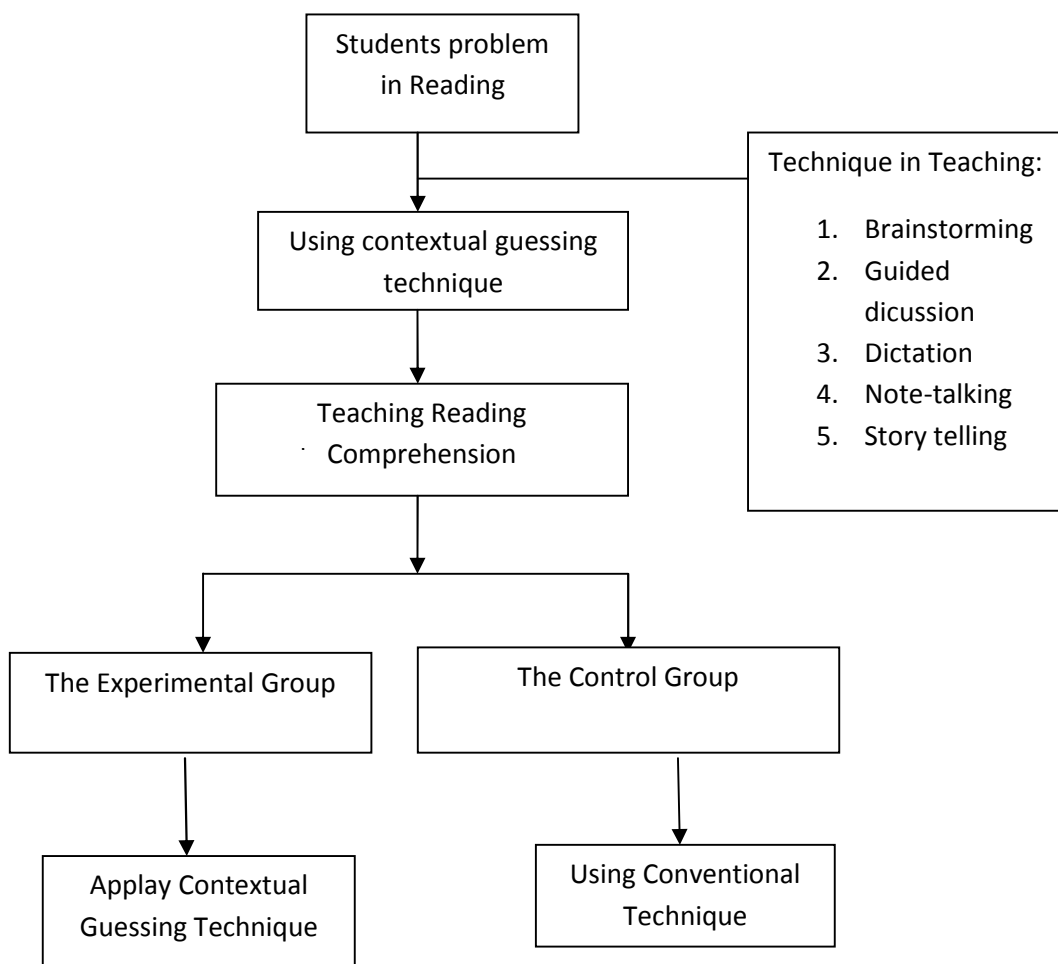 Students problem
in Reading
Technique in Teaching:
1. Brainstorming
2. Guided
dicussion
3. Dictation
4. Note-talking
5. Story telling
Using contextual guessing
technique
Teaching Reading
Comprehension
The Experimental Group
The Control Group
Applay Contextual
Guessing Technique
Using Conventional
Technique